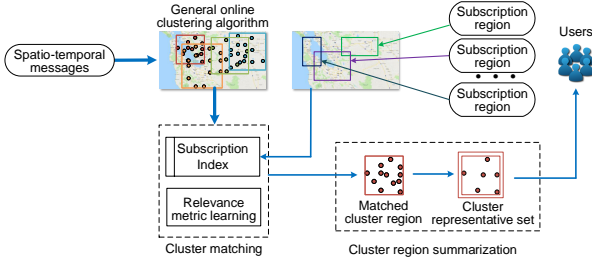 General online
clustering algorithm
Spatio-temporal
messages
Subscription
region
Subscription
region
Subscription
region
Users
Subscription
Index
Relevance
metric learning
Cluster matching
Matched
cluster region
Cluster
representative set
Cluster region summarization